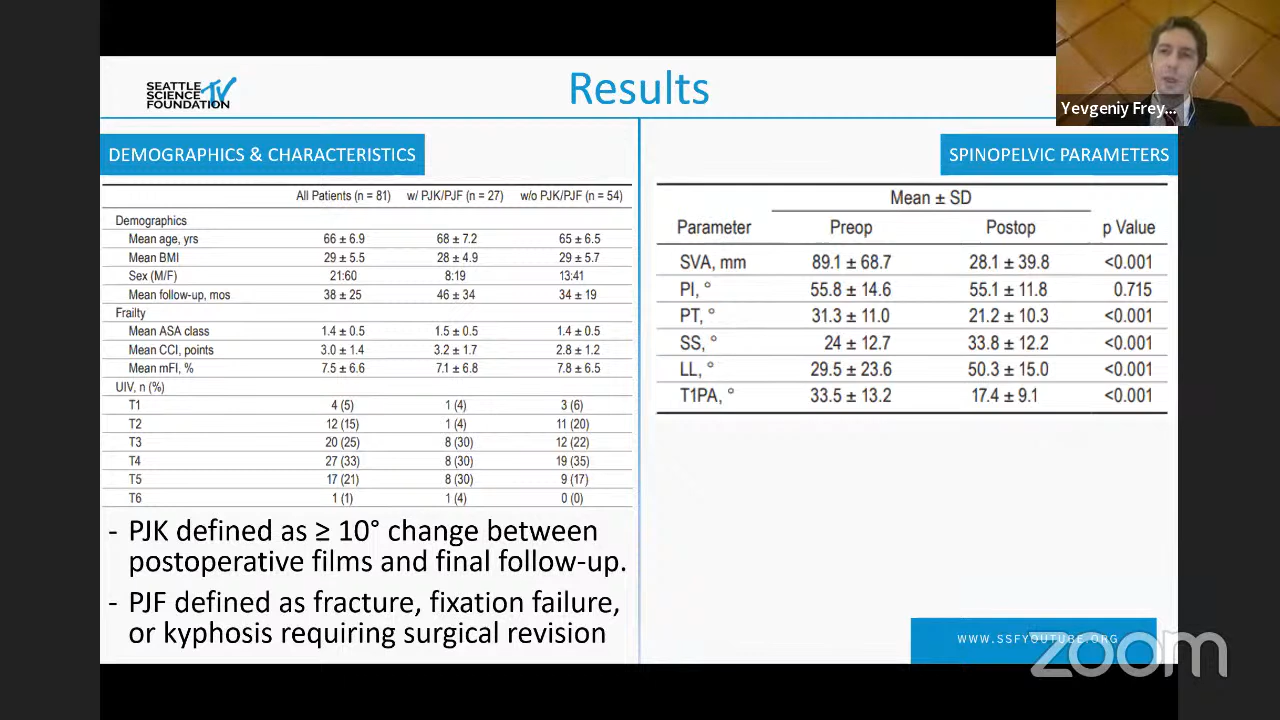 SEATTLE
SCIENCE TV
FOUNDATION
Results
Yevgeniy Frey...
DEMOGRAPHICS & CHARACTERISTICS
All Patients (n = 81) w/ PJK/PJF (n = 27) w/o PJK/PJF (n = 54)
Demographics
Mean age, yrs 66 ± 6.9 68 ± 7.2 65 ± 6.5
Mean BMI 29 ± 5.5 28 ± 4.9 29 ± 5.7
Sex (M/F) 21:60 8:19 13:41
Mean follow-up, mos 38 ± 25 46 ± 34 34 ± 19
Frailty
Mean ASA class 1.4 ± 0.5 1.5 ± 0.5 1.4 ± 0.5
Mean CCI, points 3.0 ± 1.4 3.2 ± 1.7 2.8 ± 1.2
Mean mFI, % 7.5 ± 6.6 7.1 ± 6.8 7.8 ± 6.5
UIV, n (%)
T1 4 (5) 1 (4) 3 (6)
T2 12 (15) 1 (4) 11 (20)
T3 20 (25) 8 (30) 12 (22)
T4 27 (33) 8 (30) 19 (35)
T5 17 (21) 8 (30) 9 (17)
T6 1 (1) 1 (4) 0 (0)
- PJK defined as ≥ 10° change between
postoperative films and final follow-up.
- PJF defined as fracture, fixation failure,
or kyphosis requiring surgical revision
SPINOPELVIC PARAMETERS
Mean ± SD
Parameter Preop Postop p Value
SVA, mm 89.1 ± 68.7 28.1 ± 39.8 <0.001
PI, ° 55.8 ± 14.6 55.1 ± 11.8 0.715
PT, ° 31.3 ± 11.0 21.2 ± 10.3 <0.001
SS, ° 24 ± 12.7 33.8 ± 12.2 <0.001
LL, ° 29.5 ± 23.6 50.3 ± 15.0 <0.001
T1PA, ° 33.5 ± 13.2 17.4 ± 9.1 <0.001
WWW.SSFYOUTUBE.ORG
zoom